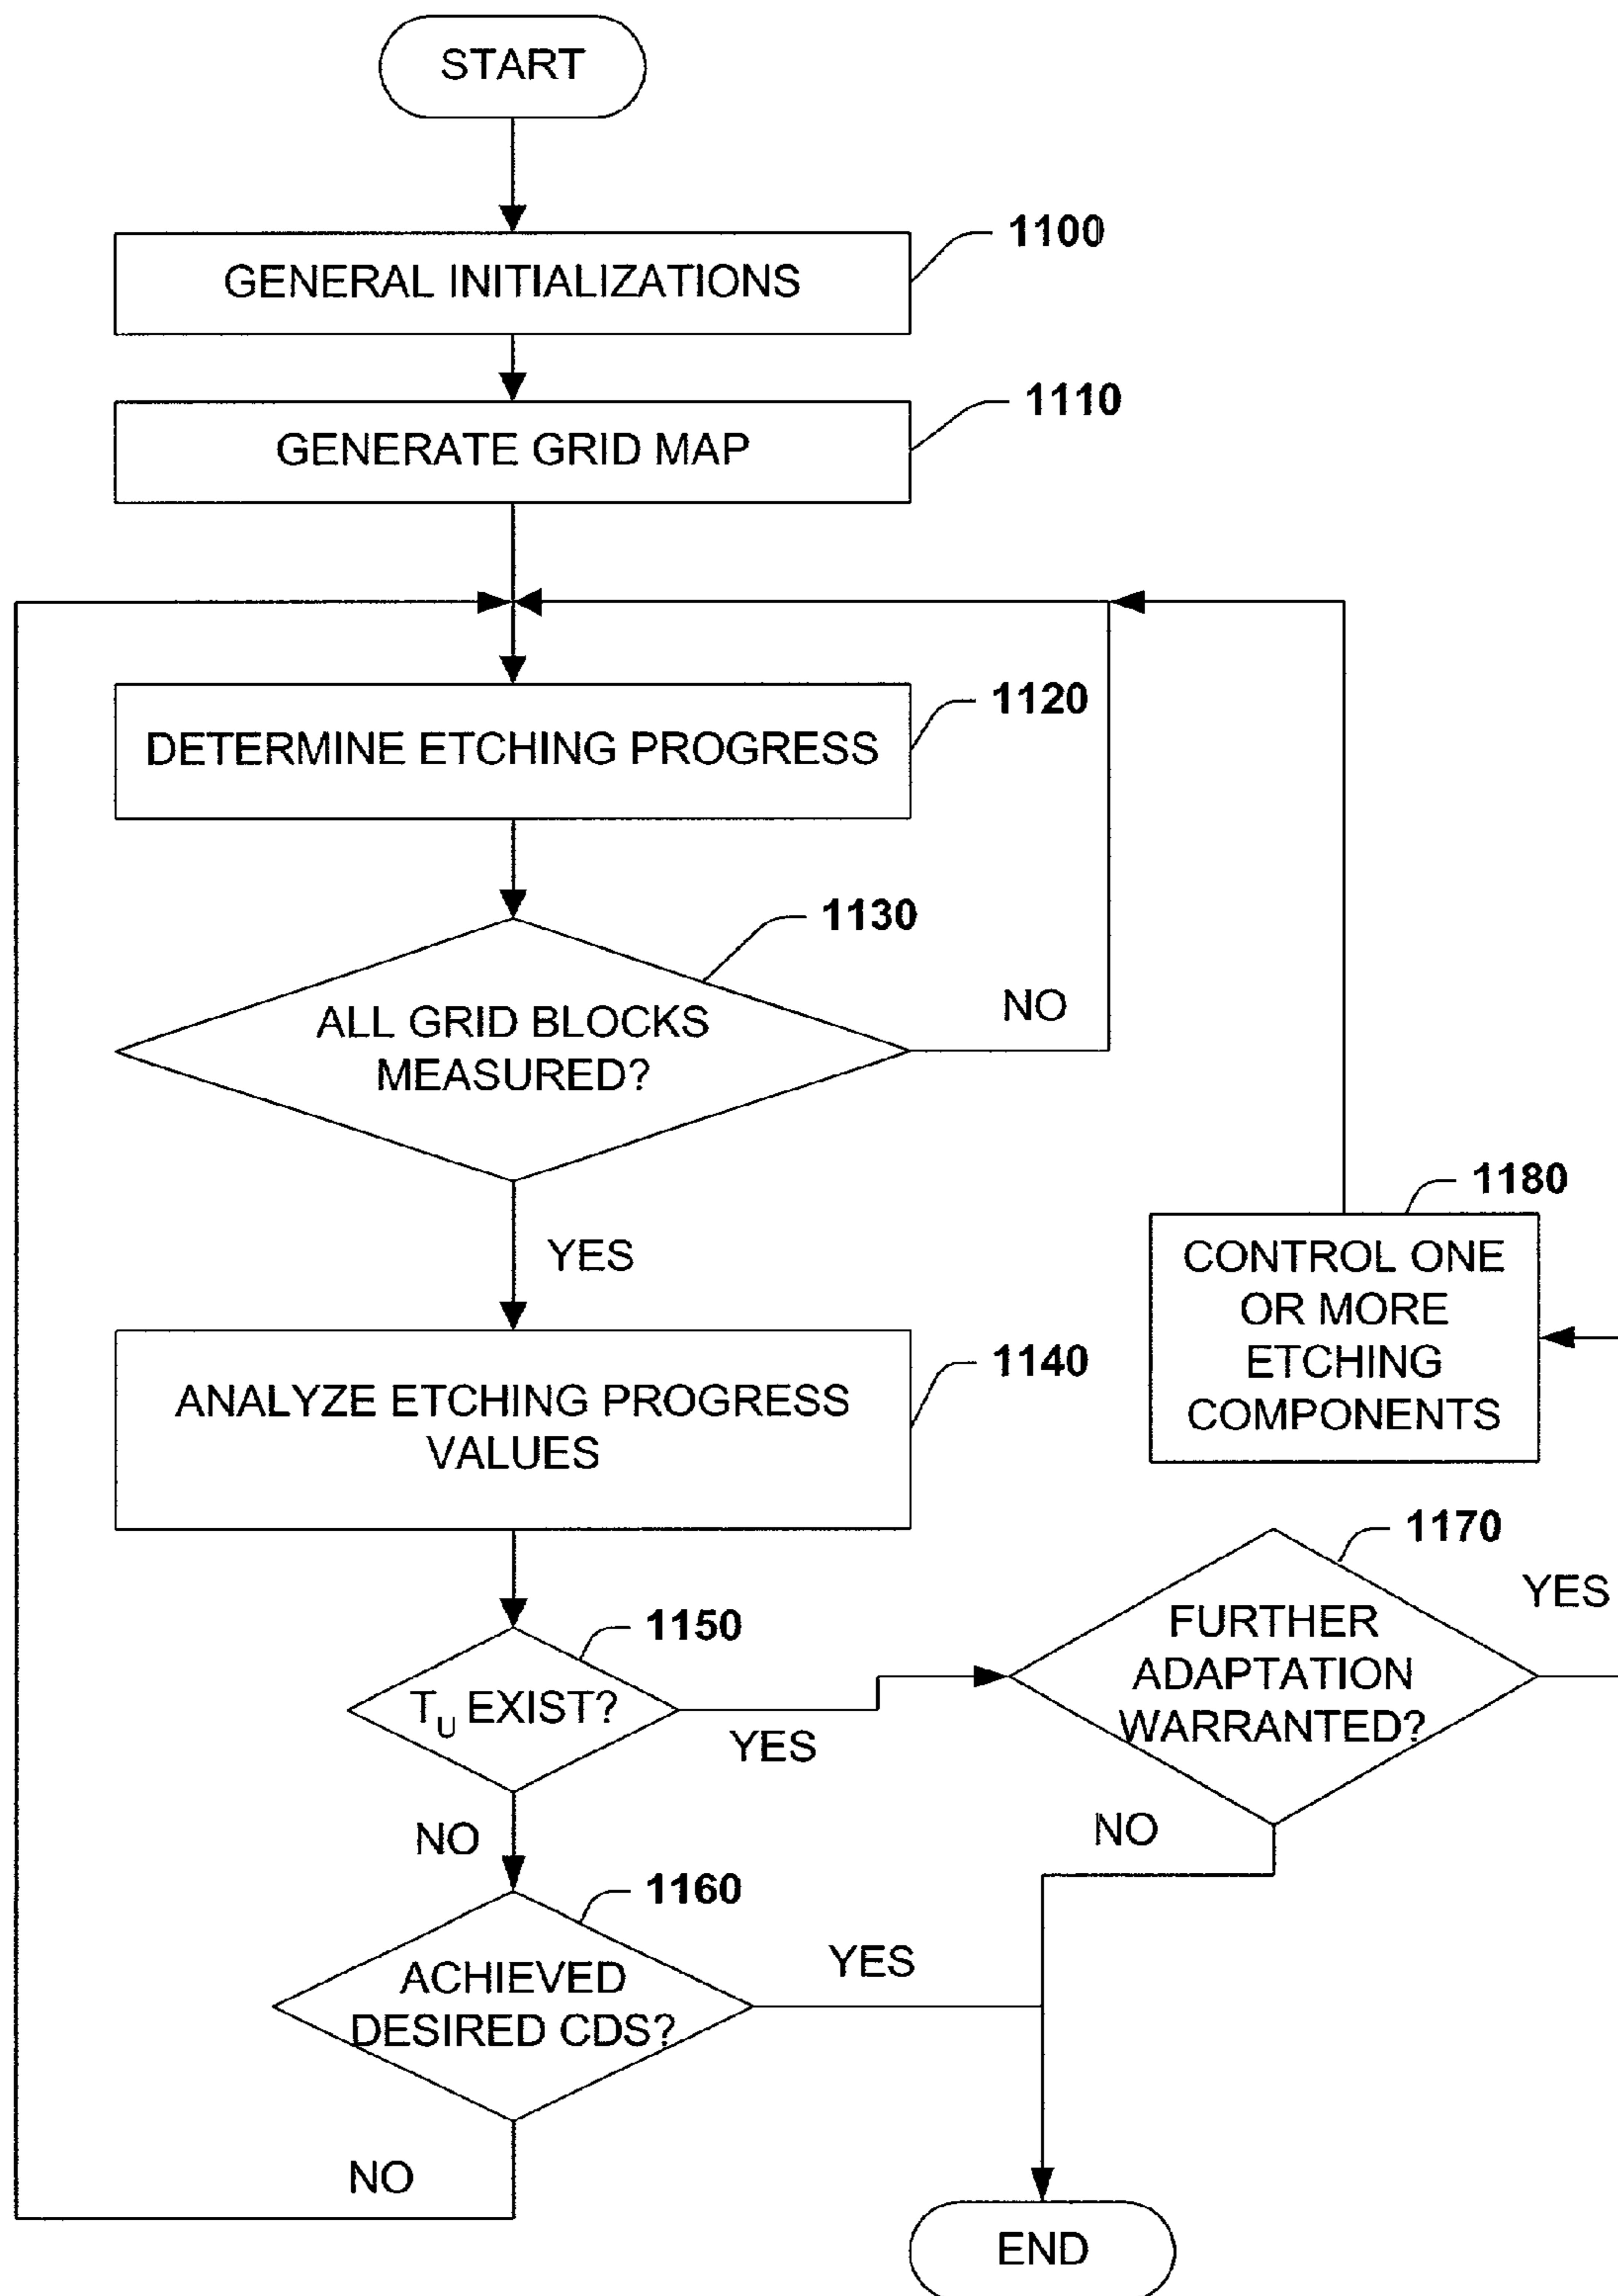 START
1100
GENERAL INITIALIZATIONS
1110
GENERATE GRID MAP
1120
DETERMINE ETCHING PROGRESS
1130
ALL GRID BLOCKS
MEASURED?
NO
YES
1180
CONTROL ONE
OR MORE
ETCHING
COMPONENTS
1140
ANALYZE ETCHING PROGRESS
VALUES
1150
TU EXIST?
YES
1170
FURTHER
ADAPTATION
WARRANTED?
YES
NO
NO
1160
ACHIEVED
DESIRED CDS?
YES
NO
END